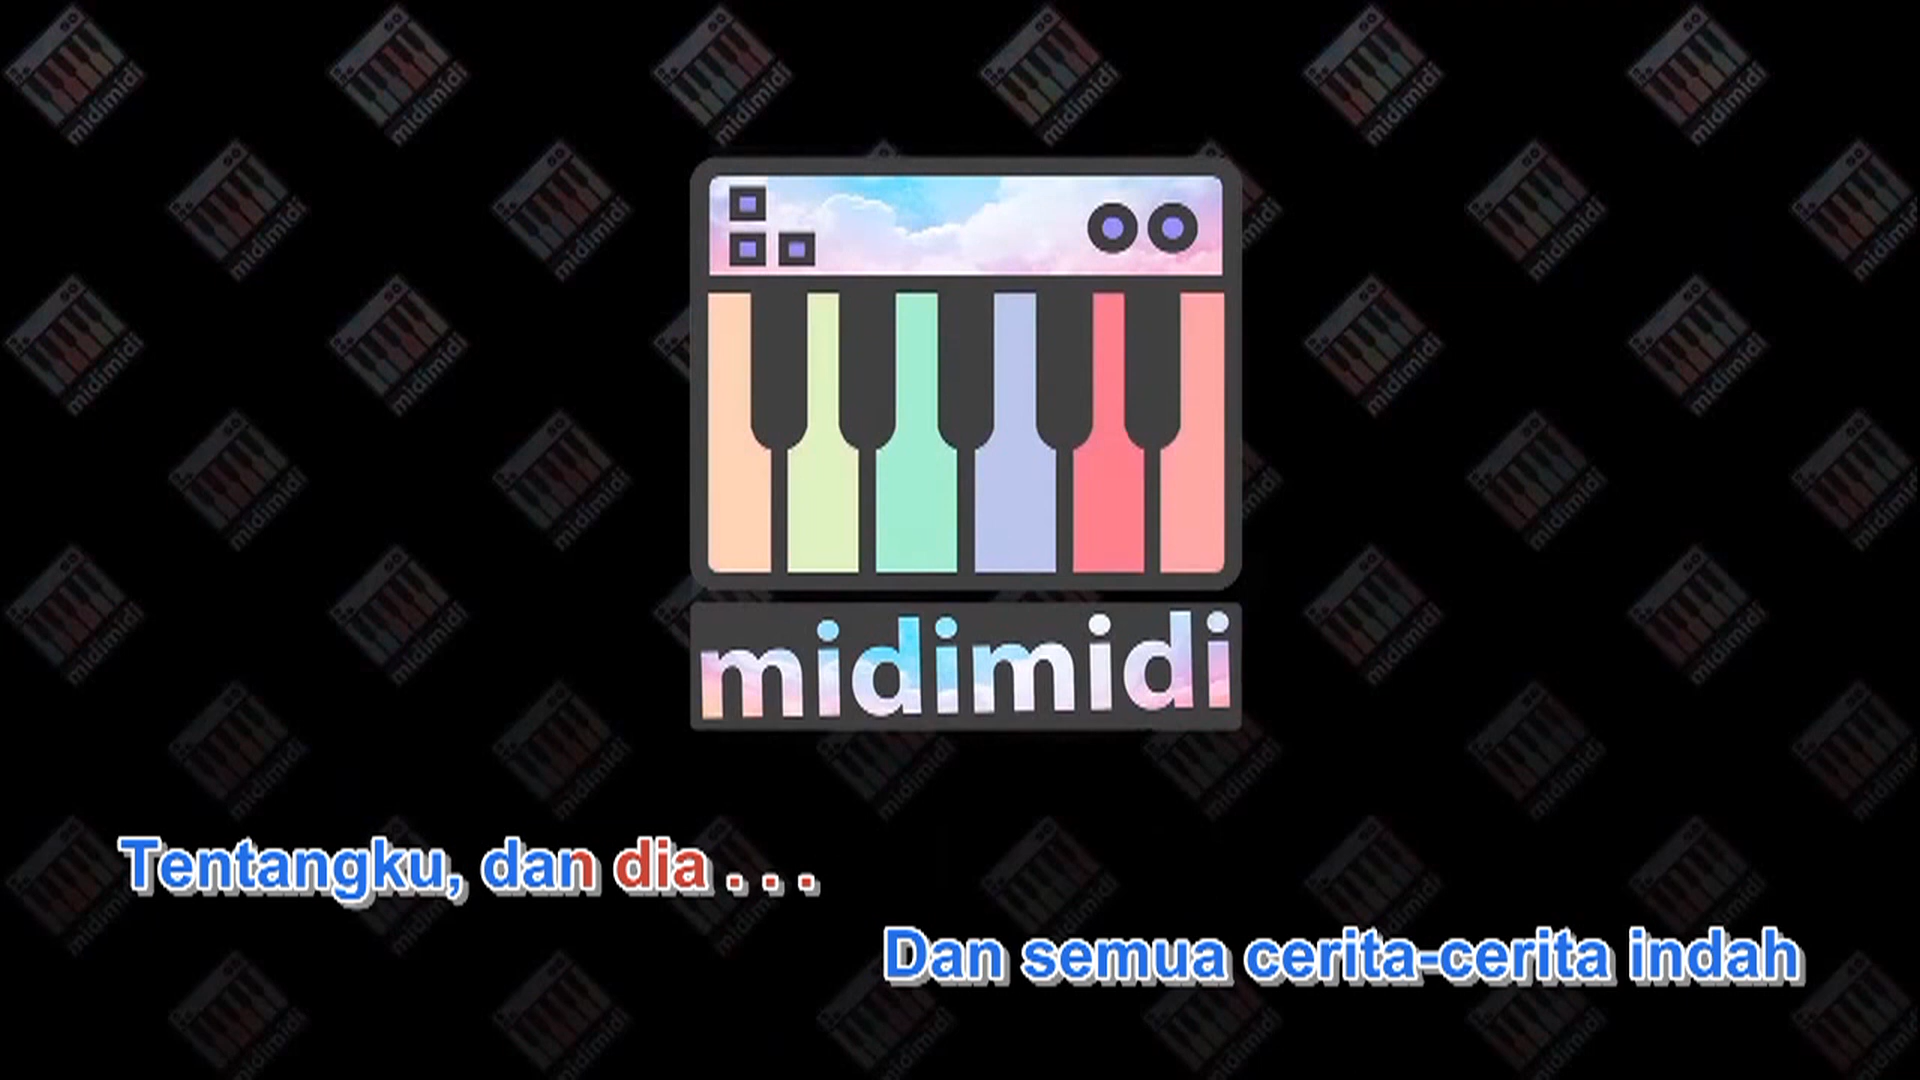 midimidi
Tentangku, dan dia . . .
Dan semua cerita-cerita indah